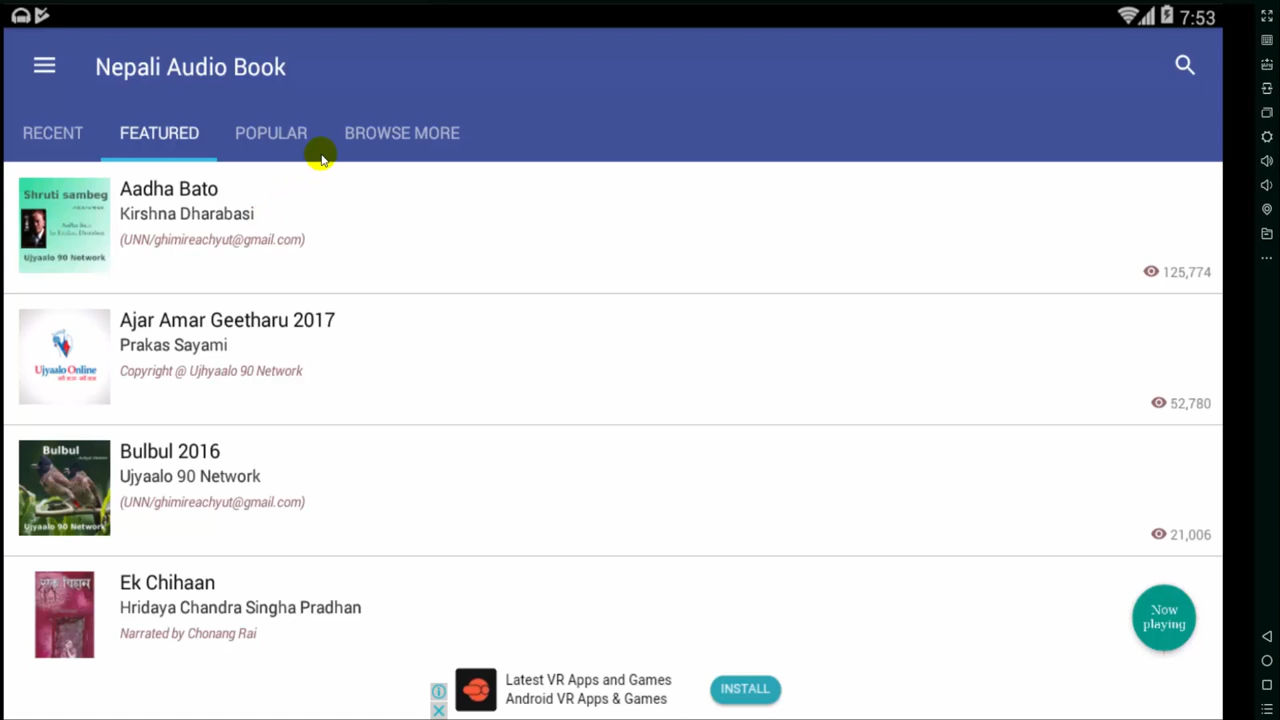 7:53
Nepali Audio Book
RECENT FEATURED POPULAR BROWSE MORE
Shruti sambeg
Ujyaalo 90 Network
Aadha Bato
Kirshna Dharabasi
(UNN/ghimireachyut@gmail.com)
125,774
Ujyaalo Online
Ajar Amar Geetharu 2017
Prakas Sayami
Copyright @ Ujhyaalo 90 Network
52,780
Bulbul
Ujyaalo 90 Network
Bulbul 2016
Ujyaalo 90 Network
(UNN/ghimireachyut@gmail.com)
21,006
एक चिहान
Ek Chihaan
Hridaya Chandra Singha Pradhan
Narrated by Chonang Rai
Now
playing
Latest VR Apps and Games
Android VR Apps & Games
INSTALL